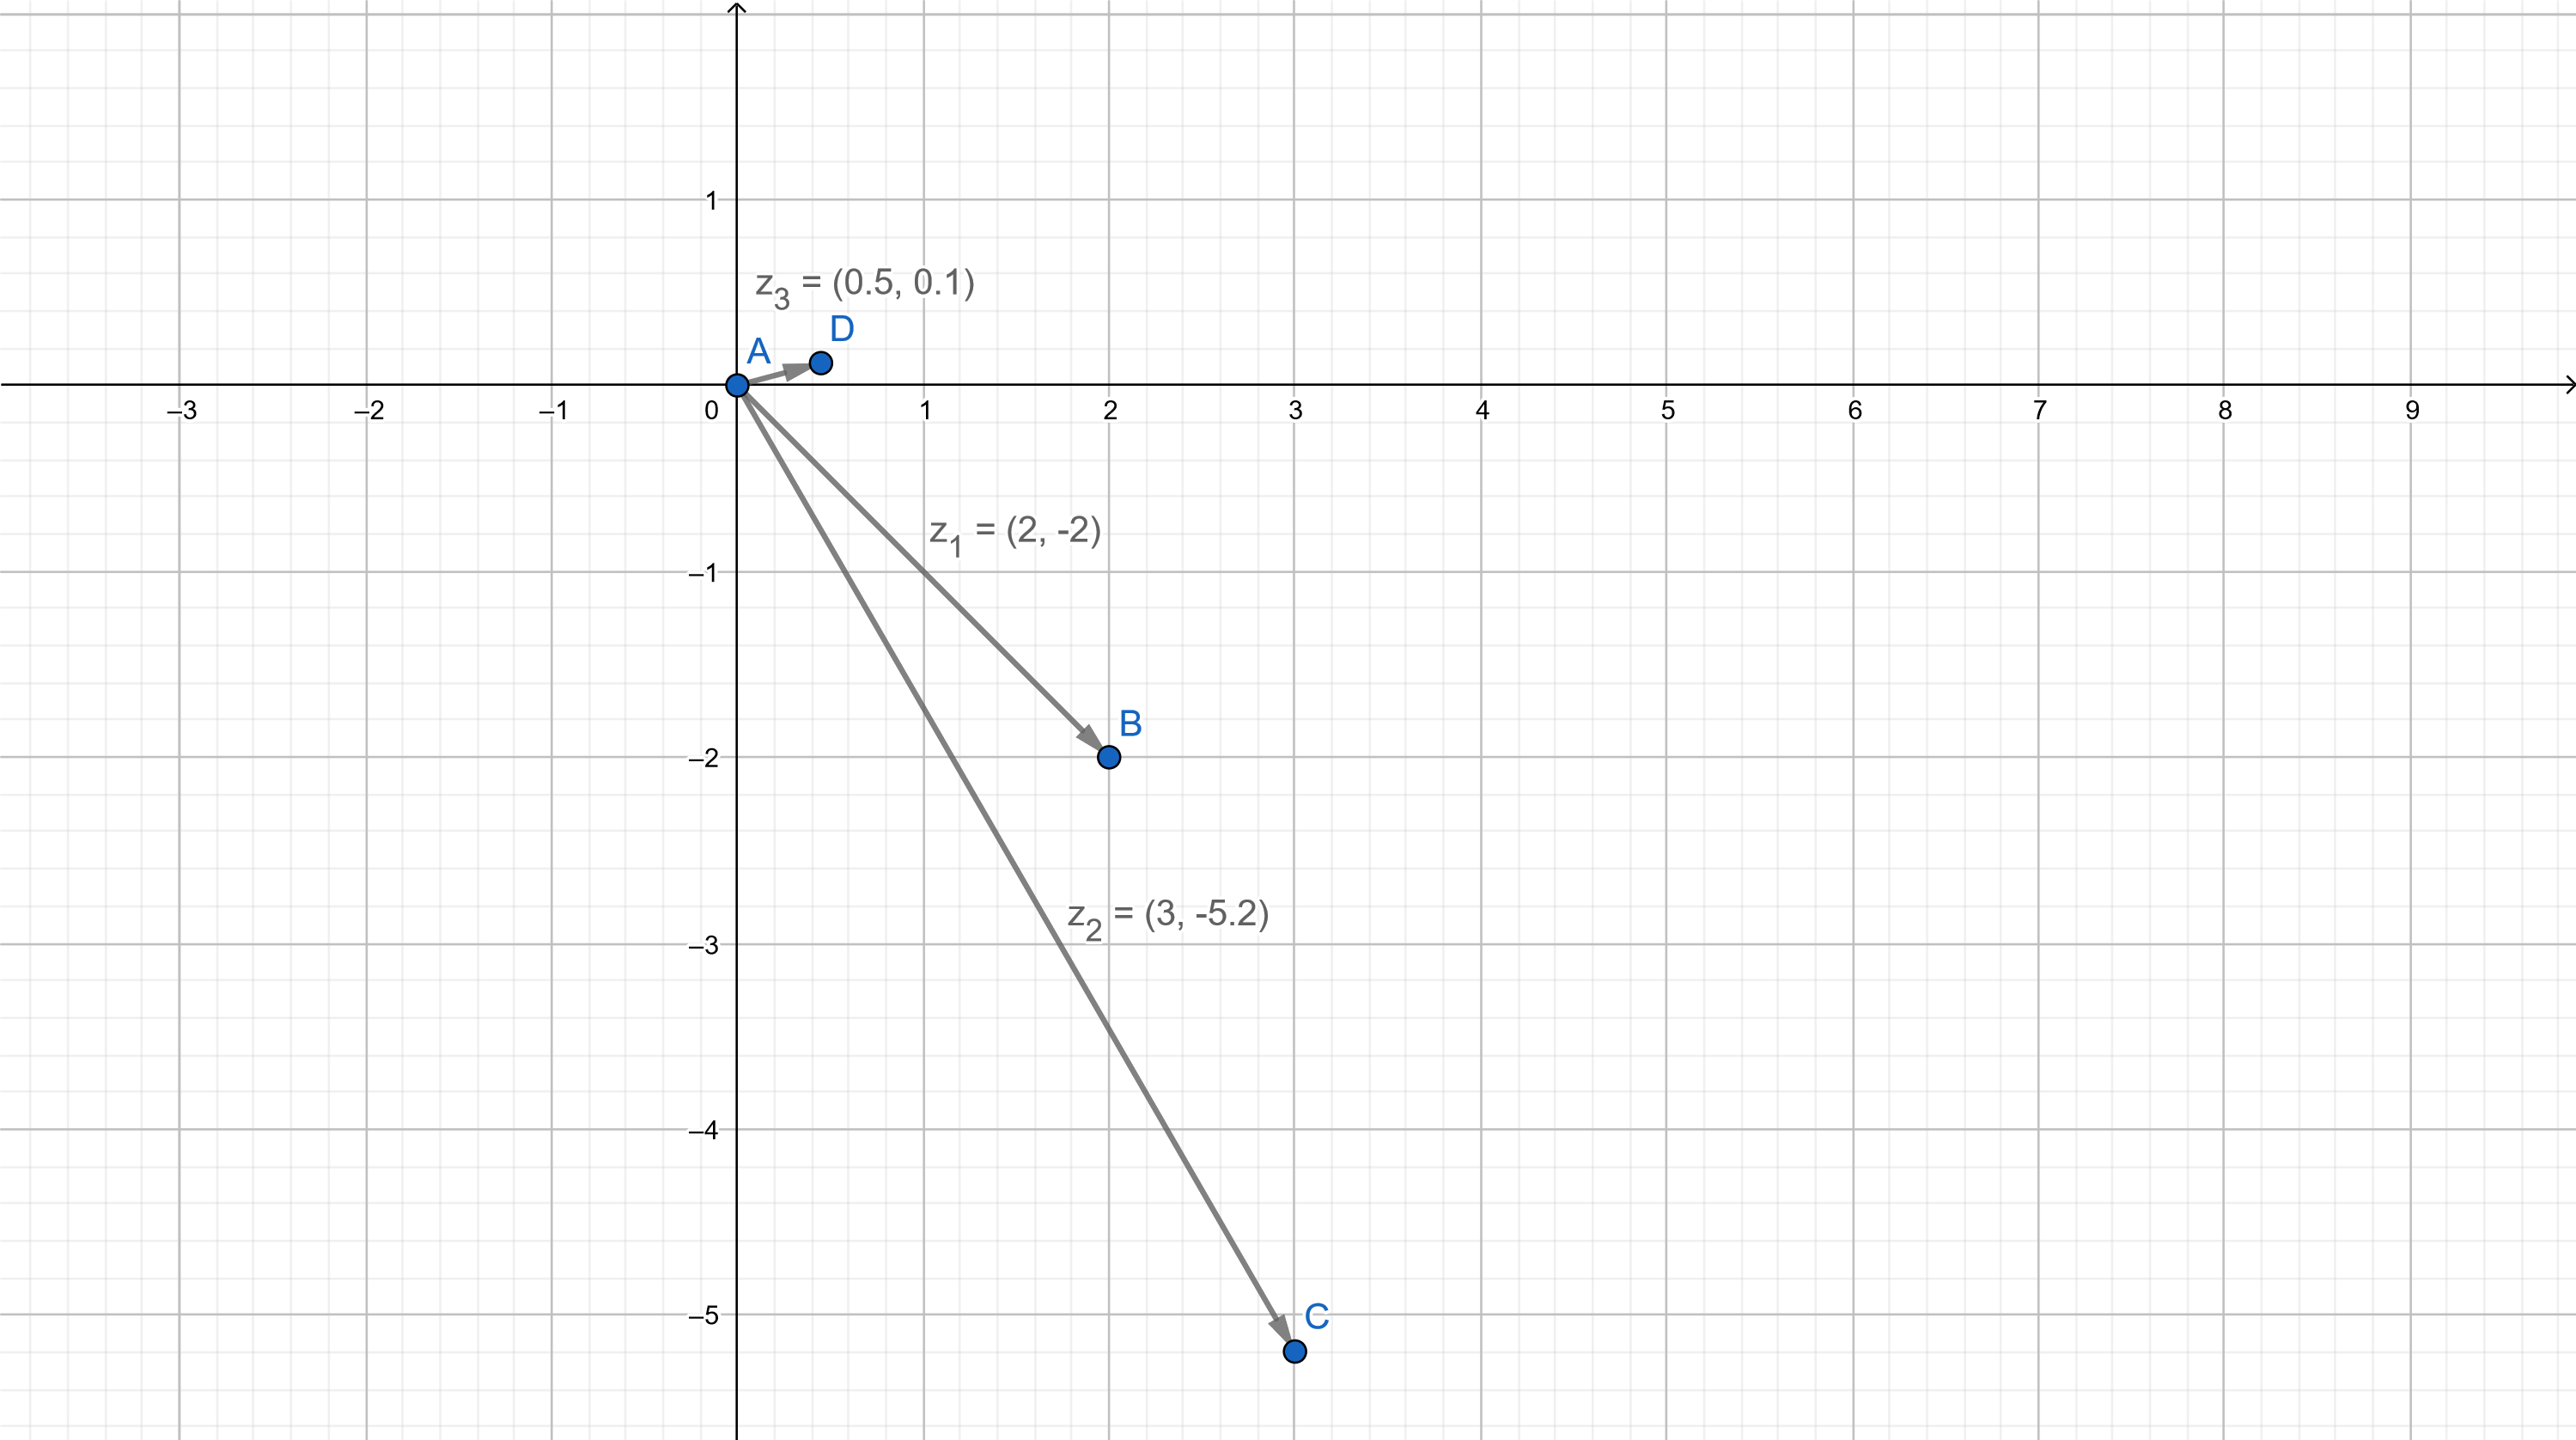 1
z3 = (0.5, 0.1)
D
A
–3 –2 –1 0 1 2 3 4 5 6 7 8 9
z1 = (2, -2)
–1
B
–2
z2 = (3, -5.2)
–3
–4
C
–5